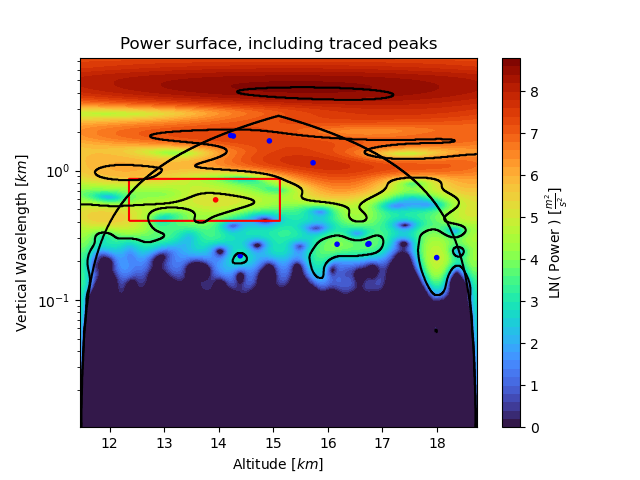 Power surface, including traced peaks
Vertical Wavelength [km]
10⁰
10⁻¹
12 13 14 15 16 17 18
Altitude [km]
8
7
6
5
4
3
2
1
0
LN( Power ) [m²/s²]